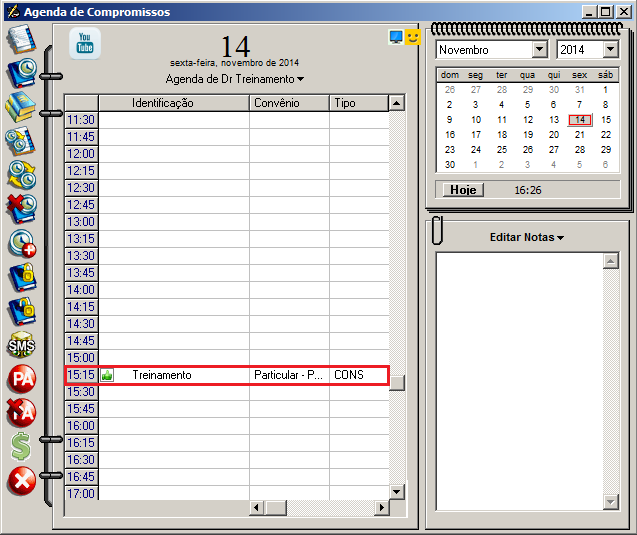 Agenda de Compromissos
You
Tube
14
sexta-feira, novembro de 2014
Agenda de Dr Treinamento
Identificação Convênio Tipo
11:30
11:45
12:00
12:15
12:30
12:45
13:00
13:15
13:30
13:45
14:00
14:15
14:30
14:45
15:00
15:15 Treinamento Particular - P... CONS
15:30
15:45
16:00
16:15
16:30
16:45
17:00
SMS
PA
PA
$
Novembro 2014
dom seg ter qua qui sex sáb
26 27 28 29 30 31 1
2 3 4 5 6 7 8
9 10 11 12 13 14 15
16 17 18 19 20 21 22
23 24 25 26 27 28 29
30 1 2 3 4 5 6
Hoje 16:26
Editar Notas